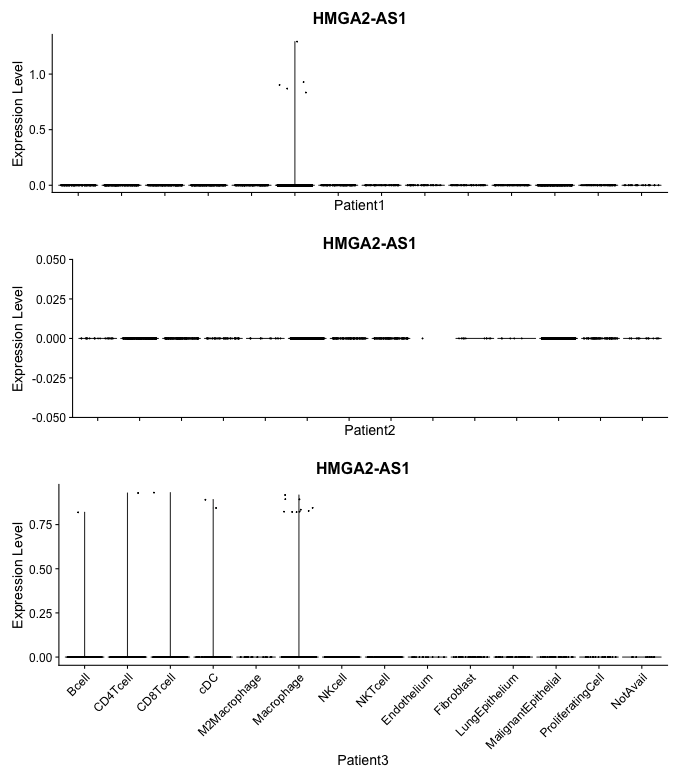 HMGA2-AS1
Expression Level
1.0
0.5
0.0
Patient1
HMGA2-AS1
Expression Level
0.050
0.025
0.000
-0.025
-0.050
Patient2
HMGA2-AS1
Expression Level
0.75
0.50
0.25
0.00
Bcell
CD4Tcell
CD8Tcell
cDC
M2Macrophage
Macrophage
NKcell
NKTcell
Endothelium
Fibroblast
LungEpithelium
MalignantEpithelial
ProliferatingCell
NotAvail
Patient3